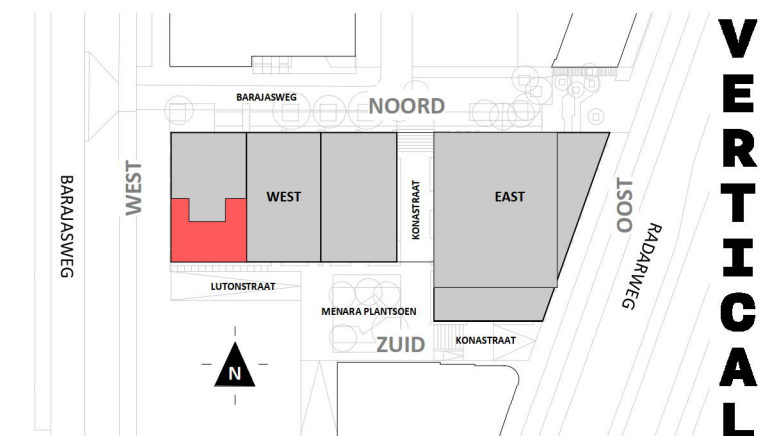 BARAJASWEG
NOORD
WEST
BARAJASWEG
WEST
KONASTRAAT
EAST
OOST
RADARWEG
LUTONSTRAAT
MENARA PLANTSOEN
ZUID
KONASTRAAT
N
VERTICAL